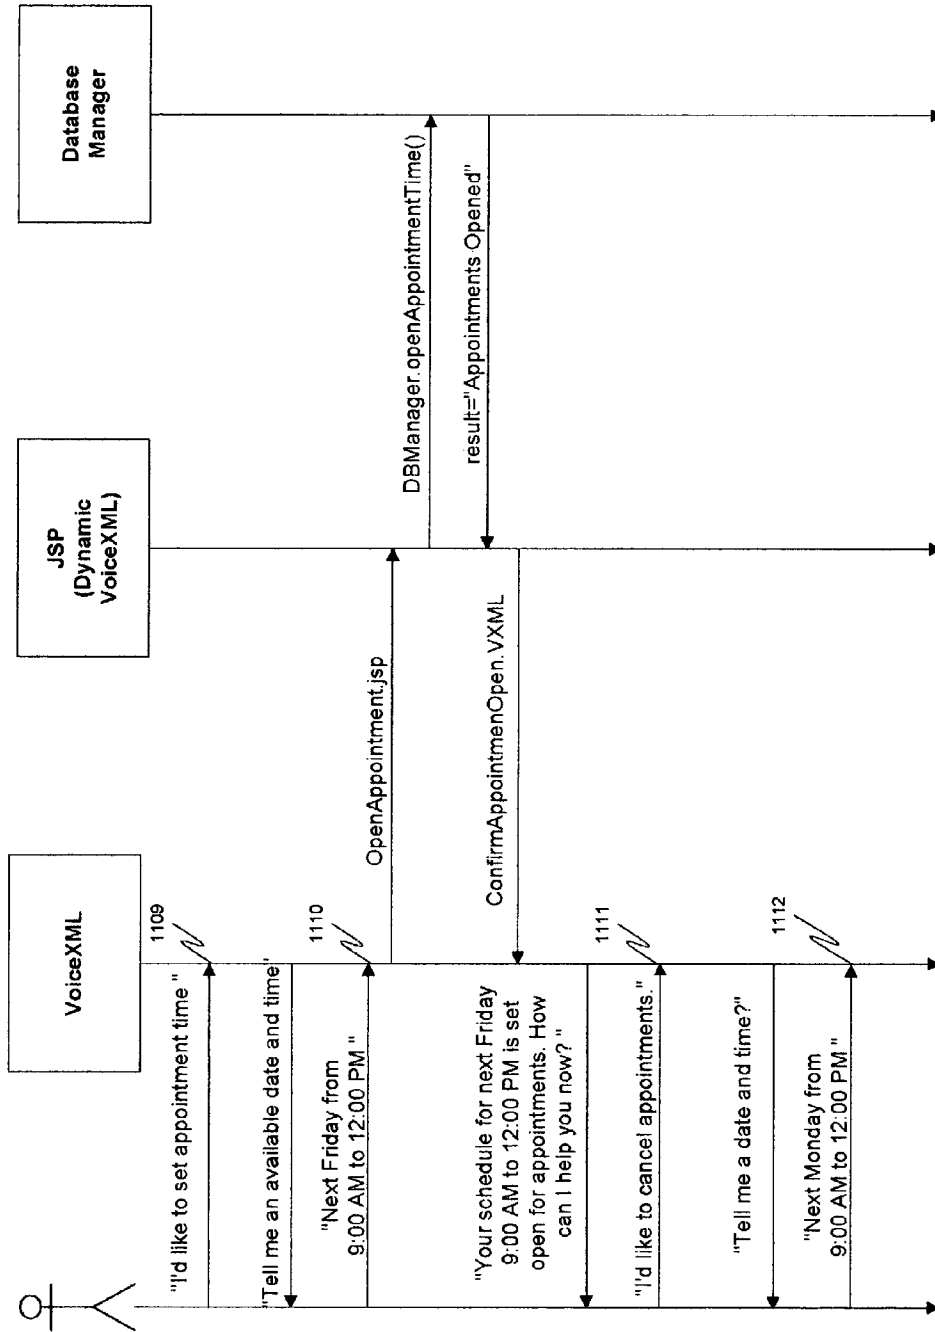 VoiceXML
JSP
(Dynamic
VoiceXML)
Database
Manager
"I'd like to set appointment time "
1109
"Tell me an available date and time"
"Next Friday from
9:00 AM to 12:00 PM "
1110
OpenAppointment.jsp
DBManager.openAppointmentTime()
result="Appointments Opened"
ConfirmAppointmenOpen.VXML
"Your schedule for next Friday
9:00 AM to 12:00 PM is set
open for appointments. How
can I help you now? "
"I'd like to cancel appointments."
1111
"Tell me a date and time?"
"Next Monday from
9:00 AM to 12:00 PM "
1112